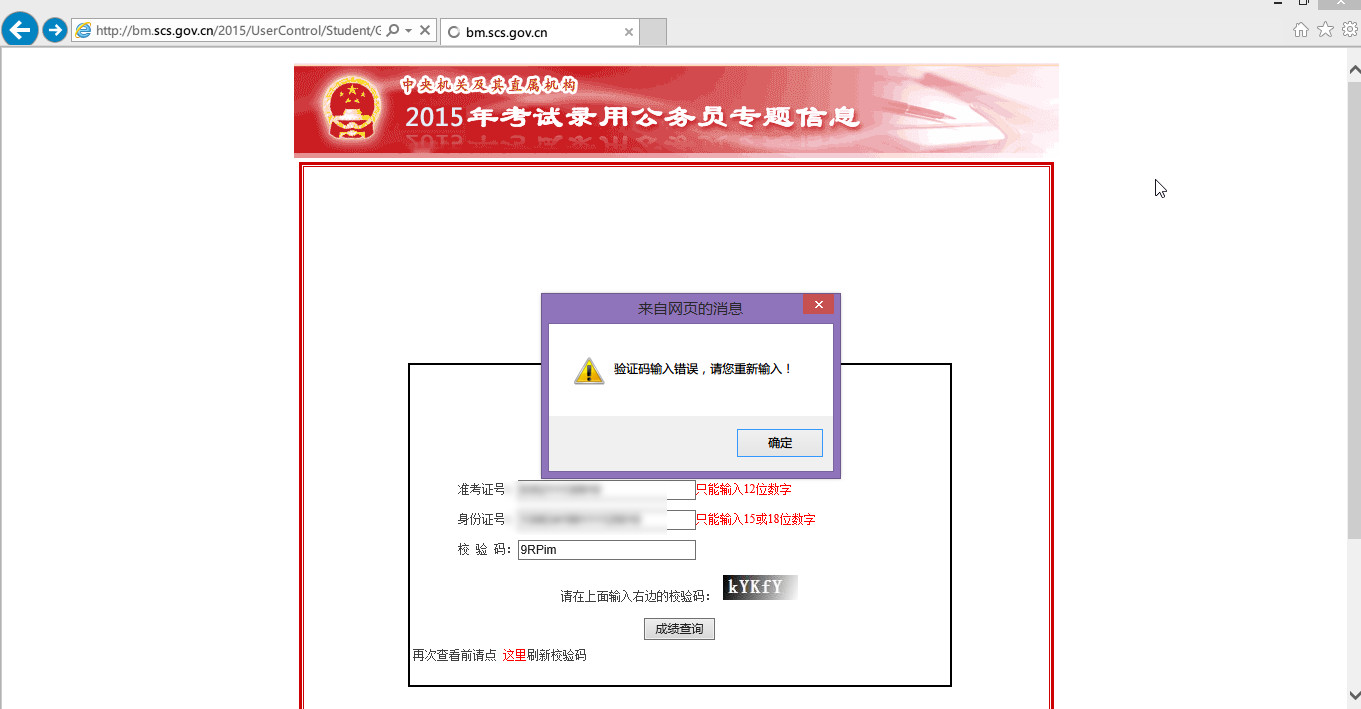 http://bm.scs.gov.cn/2015/UserControl/Student/G
bm.scs.gov.cn
中央机关及其直属机构
2015年考试录用公务员专题信息
来自网页的消息
验证码输入错误，请您重新输入！
确定
准考证号 只能输入12位数字
身份证号 只能输入15或18位数字
校 验 码： 9RPim
请在上面输入右边的校验码： kYKfY
成绩查询
再次查看前请点 这里刷新校验码